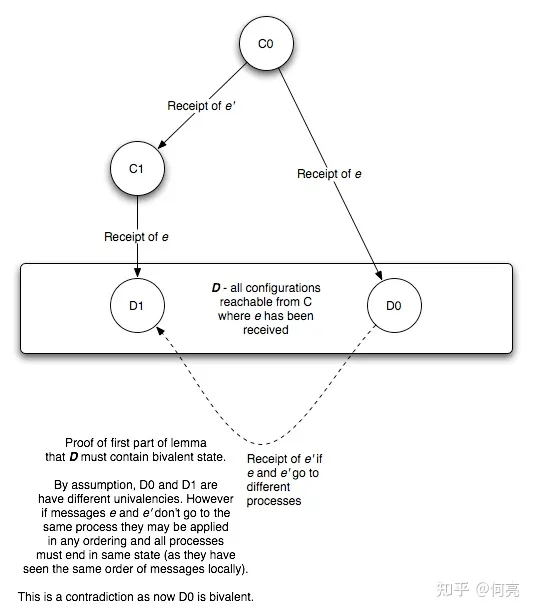 C0
Receipt of e'
C1
Receipt of e
Receipt of e
D1
D - all configurations
reachable from C
where e has been
received
D0
Proof of first part of lemma
that D must contain bivalent state.
By assumption, D0 and D1 are
have different univalencies. However
if messages e and e' don't go to the
same process they may be applied
in any ordering and all processes
must end in same state (as they have
seen the same order of messages locally).
This is a contradiction as now D0 is bivalent.
Receipt of e' if
e and e' go to
different
processes
知乎 @何亮